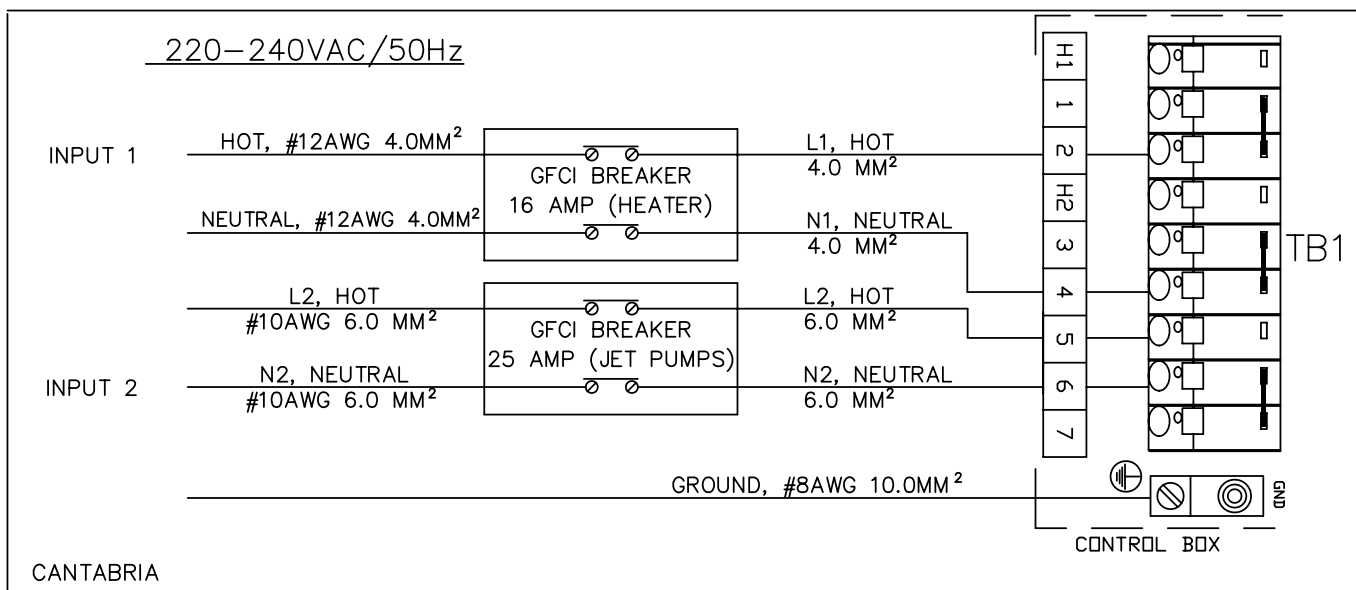 220-240VAC/50Hz
INPUT 1
HOT, #12AWG 4.0MM²
GFCI BREAKER
16 AMP (HEATER)
L1, HOT
4.0 MM²
NEUTRAL, #12AWG 4.0MM²
N1, NEUTRAL
4.0 MM²
L2, HOT
#10AWG 6.0 MM²
GFCI BREAKER
25 AMP (JET PUMPS)
L2, HOT
6.0 MM²
INPUT 2
N2, NEUTRAL
#10AWG 6.0 MM²
N2, NEUTRAL
6.0 MM²
GROUND, #8AWG 10.0MM²
H1
1
2
H2
3
4
5
6
7
TB1
GND
CONTROL BOX
CANTABRIA